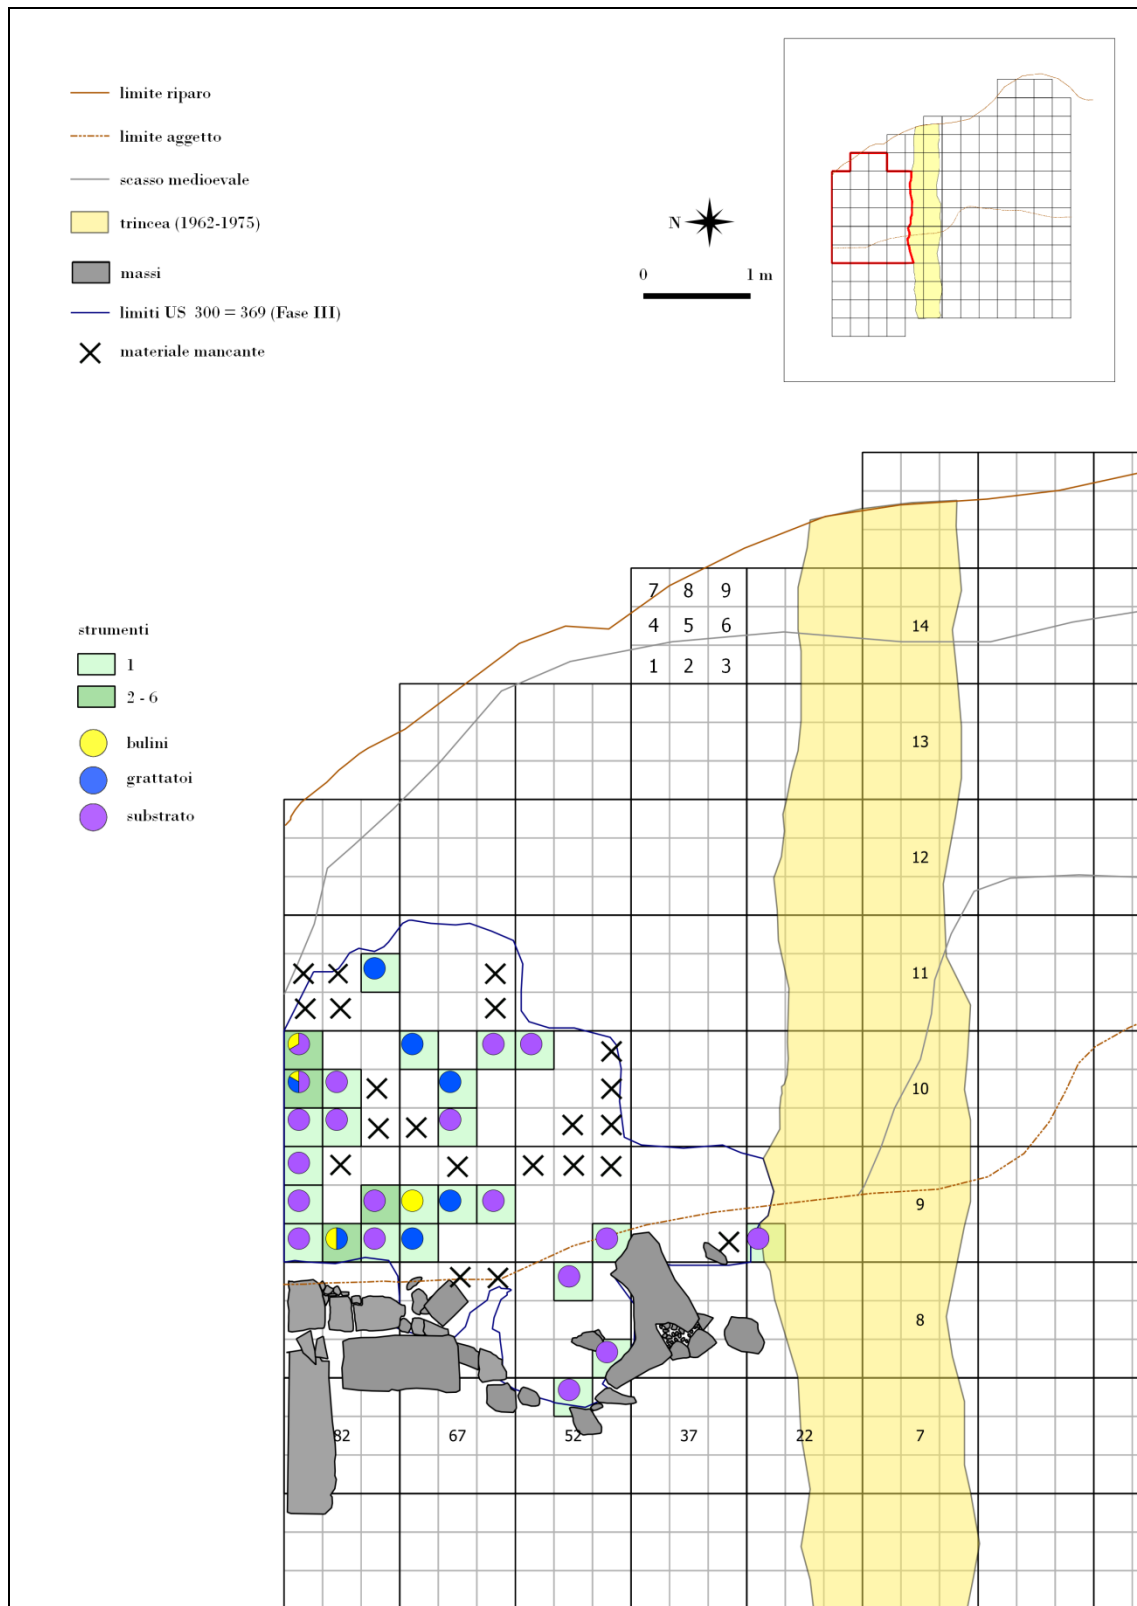 limite riparo
limite aggetto
scasso medioevale
trincea (1962-1975)
massi
limiti US 300 = 369 (Fase III)
materiale mancante
N
0 1 m
strumenti
1
2 - 6
bulini
grattatoi
substrato
7 8 9
4 5 6
1 2 3
14
13
12
11
10
9
8
82 67 52 37 22 7